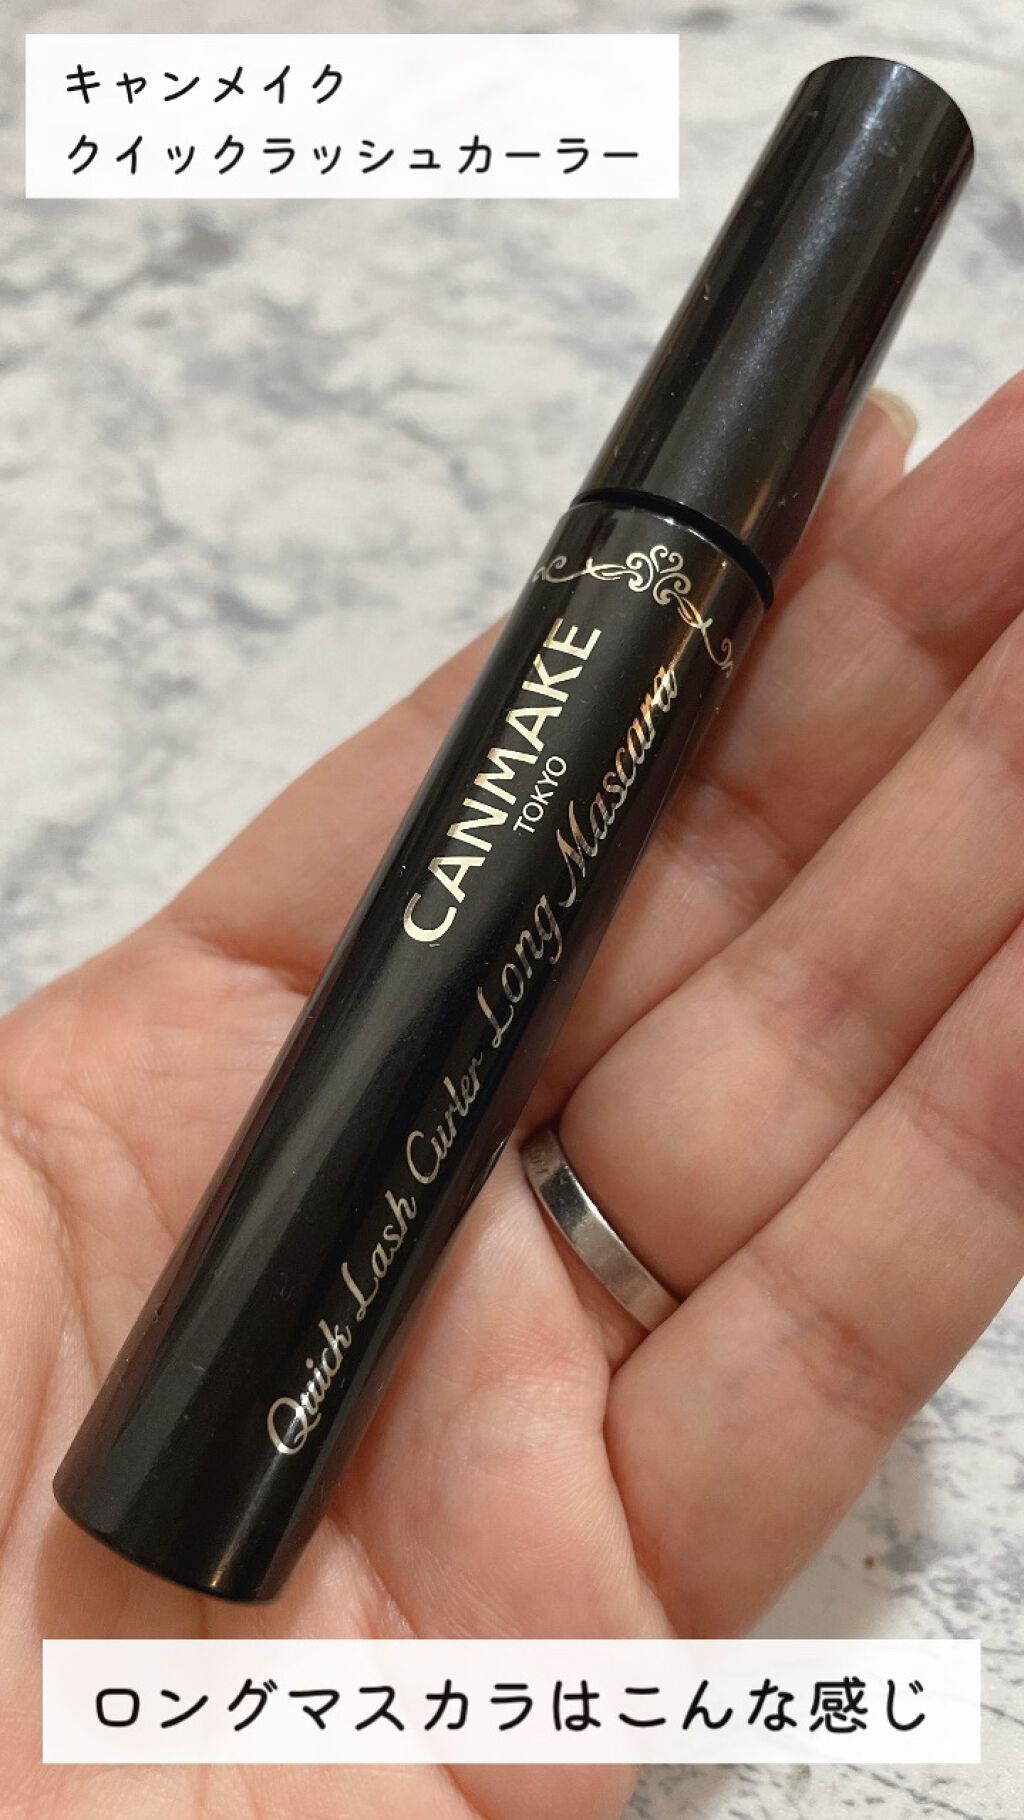 キャンメイク
クイックラッシュカーラー
CANMAKE
TOKYO
Quick Lash Curler Long Mascara
ロングマスカラはこんな感じ